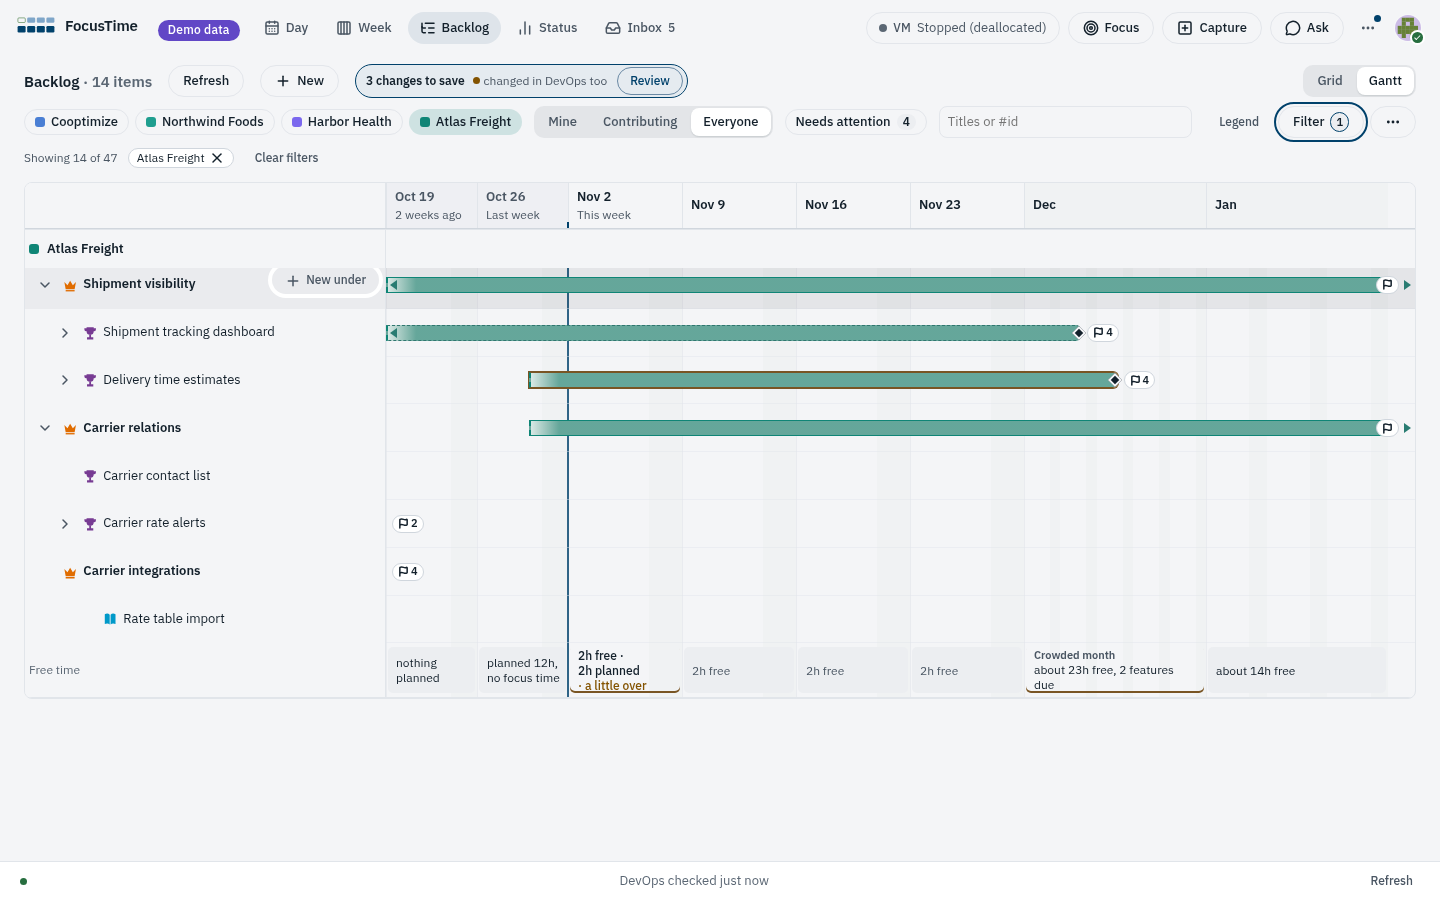 FocusTime
Demo data
Day
Week
Backlog
Status
Inbox 5
VM Stopped (deallocated)
Focus
Capture
Ask
Backlog · 14 items
Refresh
New
3 changes to save
changed in DevOps too
Review
Grid
Gantt
Cooptimize
Northwind Foods
Harbor Health
Atlas Freight
Mine
Contributing
Everyone
Needs attention 4
Titles or #id
Legend
Filter 1
Showing 14 of 47
Atlas Freight
Clear filters
Oct 19
2 weeks ago
Oct 26
Last week
Nov 2
This week
Nov 9
Nov 16
Nov 23
Dec
Jan
Atlas Freight
Shipment visibility
New under
Shipment tracking dashboard
4
Delivery time estimates
4
Carrier relations
Carrier contact list
Carrier rate alerts
2
Carrier integrations
4
Rate table import
Free time
nothing
planned
planned 12h,
no focus time
2h free ·
2h planned
· a little over
2h free
2h free
2h free
Crowded month
about 23h free, 2 features
due
about 14h free
DevOps checked just now
Refresh